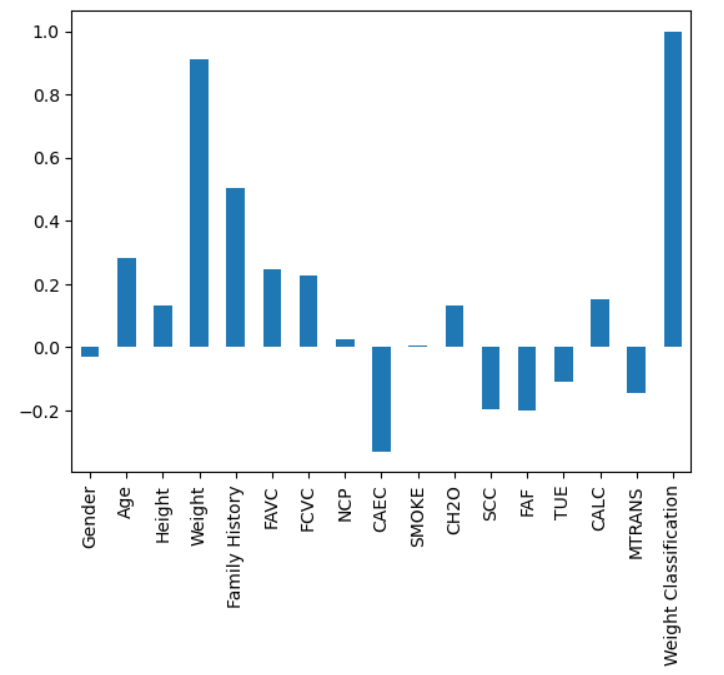 1.0
0.8
0.6
0.4
0.2
0.0
−0.2
Gender
Age
Height
Weight
Family History
FAVC
FCVC
NCP
CAEC
SMOKE
CH2O
SCC
FAF
TUE
CALC
MTRANS
Weight Classification